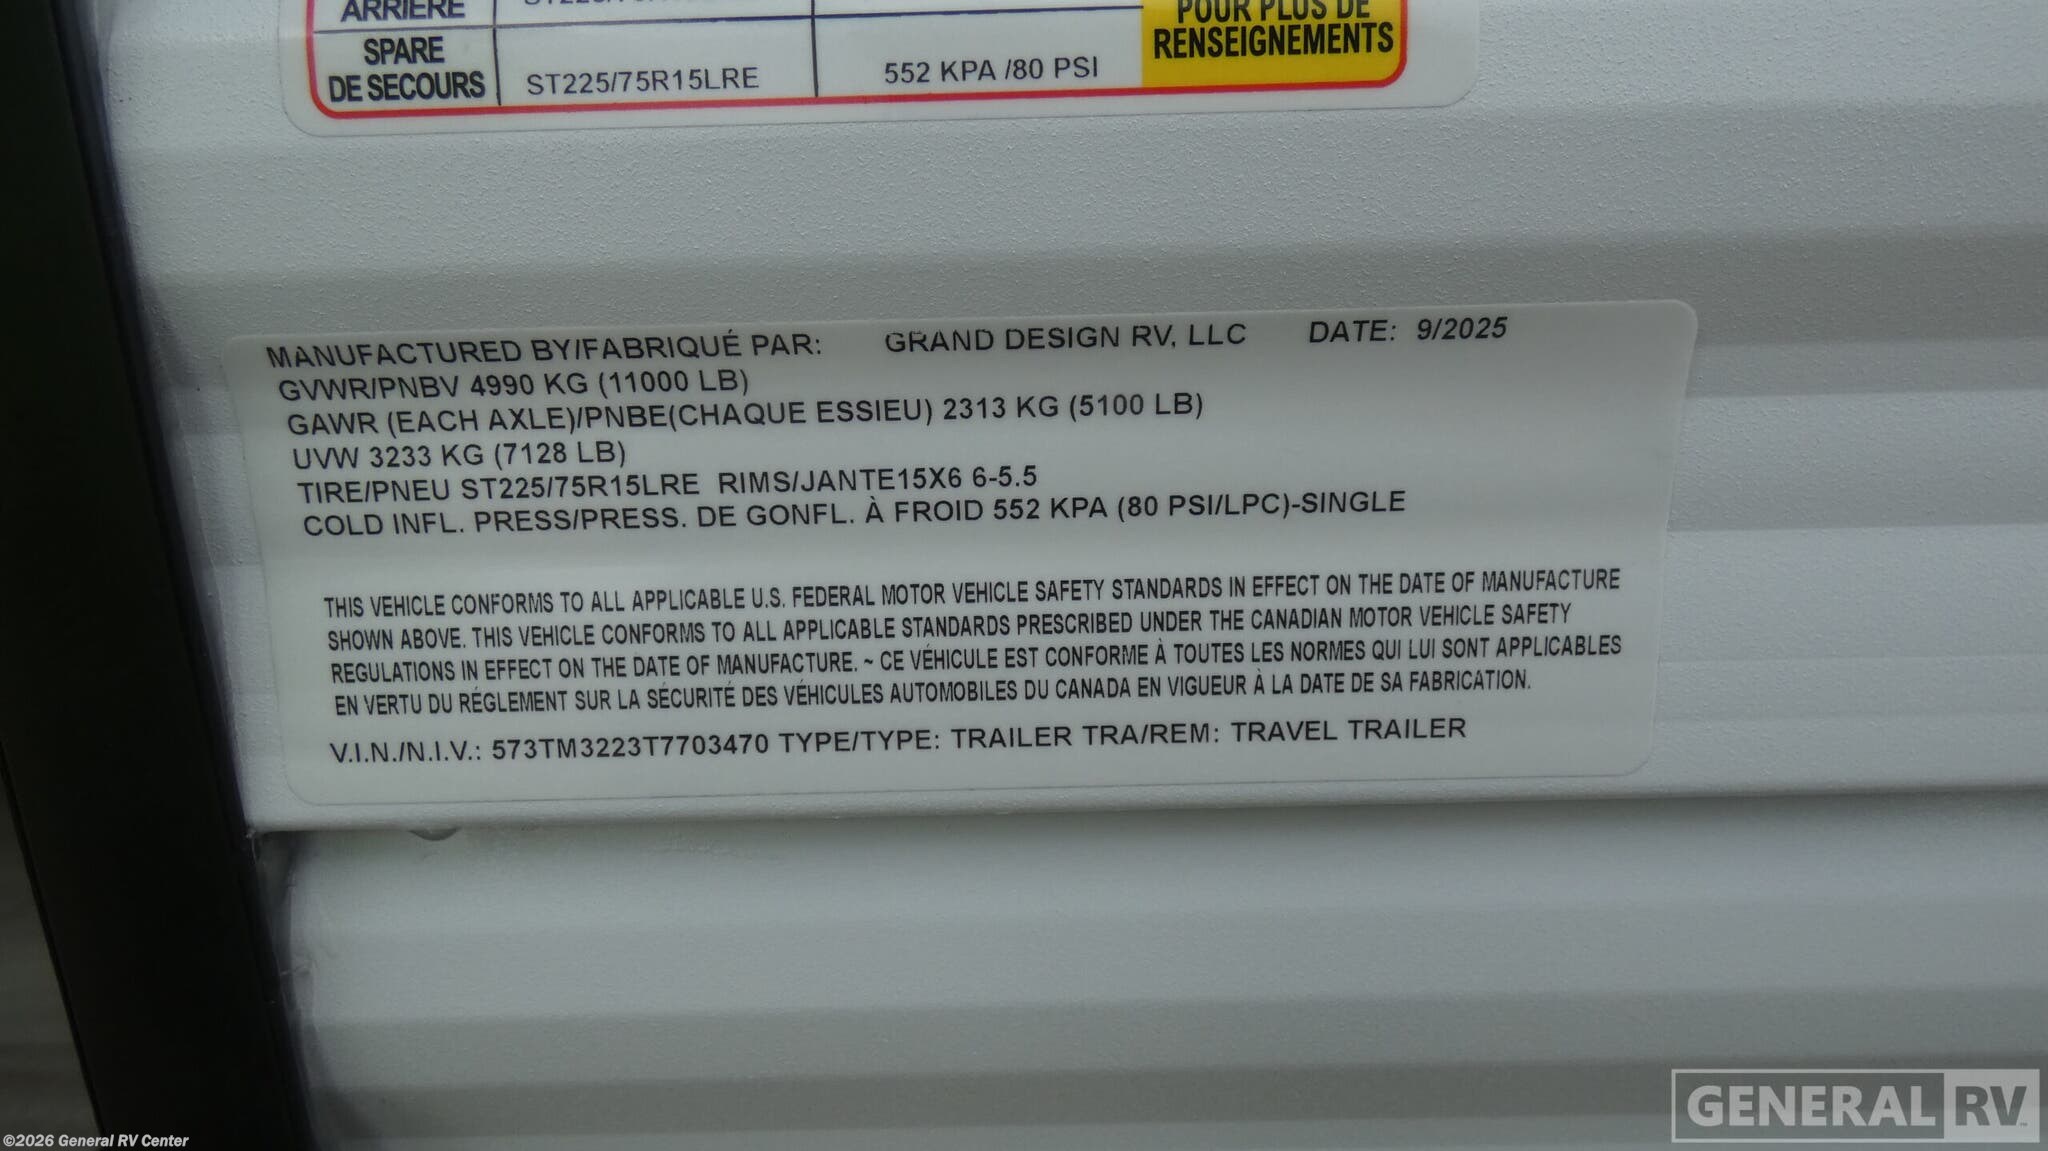 ARRIÈRE
POUR PLUS DE
SPARE
RENSEIGNEMENTS
DE SECOURS ST225/75R15LRE 552 KPA /80 PSI
MANUFACTURED BY/FABRIQUÉ PAR: GRAND DESIGN RV, LLC DATE: 9/2025
GVWR/PNBV 4990 KG (11000 LB)
GAWR (EACH AXLE)/PNBE(CHAQUE ESSIEU) 2313 KG (5100 LB)
UVW 3233 KG (7128 LB)
TIRE/PNEU ST225/75R15LRE RIMS/JANTE15X6 6-5.5
COLD INFL. PRESS/PRESS. DE GONFL. À FROID 552 KPA (80 PSI/LPC)-SINGLE
THIS VEHICLE CONFORMS TO ALL APPLICABLE U.S. FEDERAL MOTOR VEHICLE SAFETY STANDARDS IN EFFECT ON THE DATE OF MANUFACTURE
SHOWN ABOVE. THIS VEHICLE CONFORMS TO ALL APPLICABLE STANDARDS PRESCRIBED UNDER THE CANADIAN MOTOR VEHICLE SAFETY
REGULATIONS IN EFFECT ON THE DATE OF MANUFACTURE. ~ CE VÉHICULE EST CONFORME À TOUTES LES NORMES QUI LUI SONT APPLICABLES
EN VERTU DU RÉGLEMENT SUR LA SÉCURITÉ DES VÉHICULES AUTOMOBILES DU CANADA EN VIGUEUR À LA DATE DE SA FABRICATION.
V.I.N./N.I.V.: 573TM3223T7703470 TYPE/TYPE: TRAILER TRA/REM: TRAVEL TRAILER
GENERAL RV
©2026 General RV Center